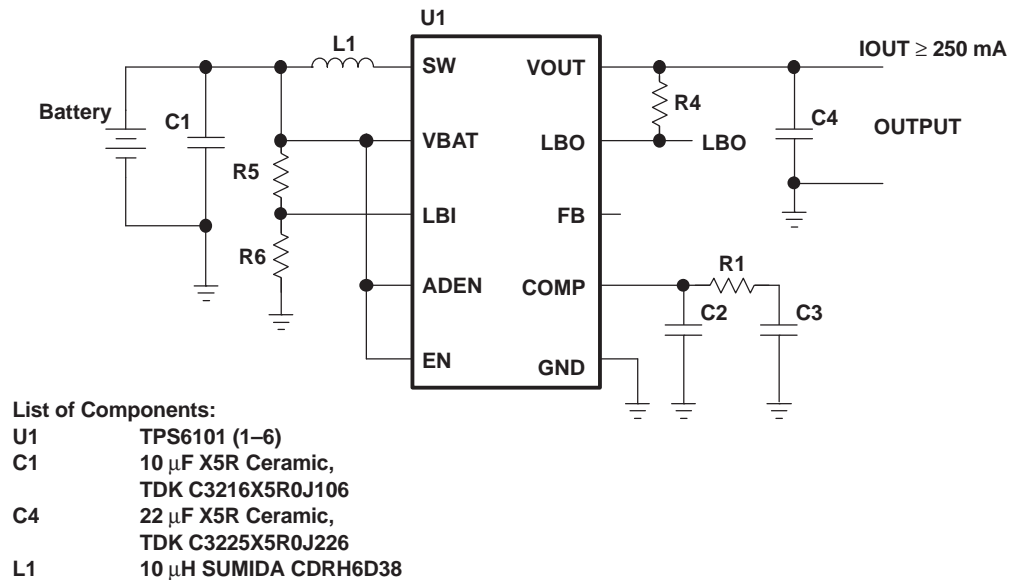 U1
L1
SW
VOUT
IOUT ≥ 250 mA
Battery
C1
R4
C4
OUTPUT
VBAT
LBO
LBO
R5
LBI
FB
R6
ADEN
COMP
R1
C2
C3
EN
GND
List of Components:
U1 TPS6101 (1–6)
C1 10 μF X5R Ceramic,
TDK C3216X5R0J106
C4 22 μF X5R Ceramic,
TDK C3225X5R0J226
L1 10 μH SUMIDA CDRH6D38